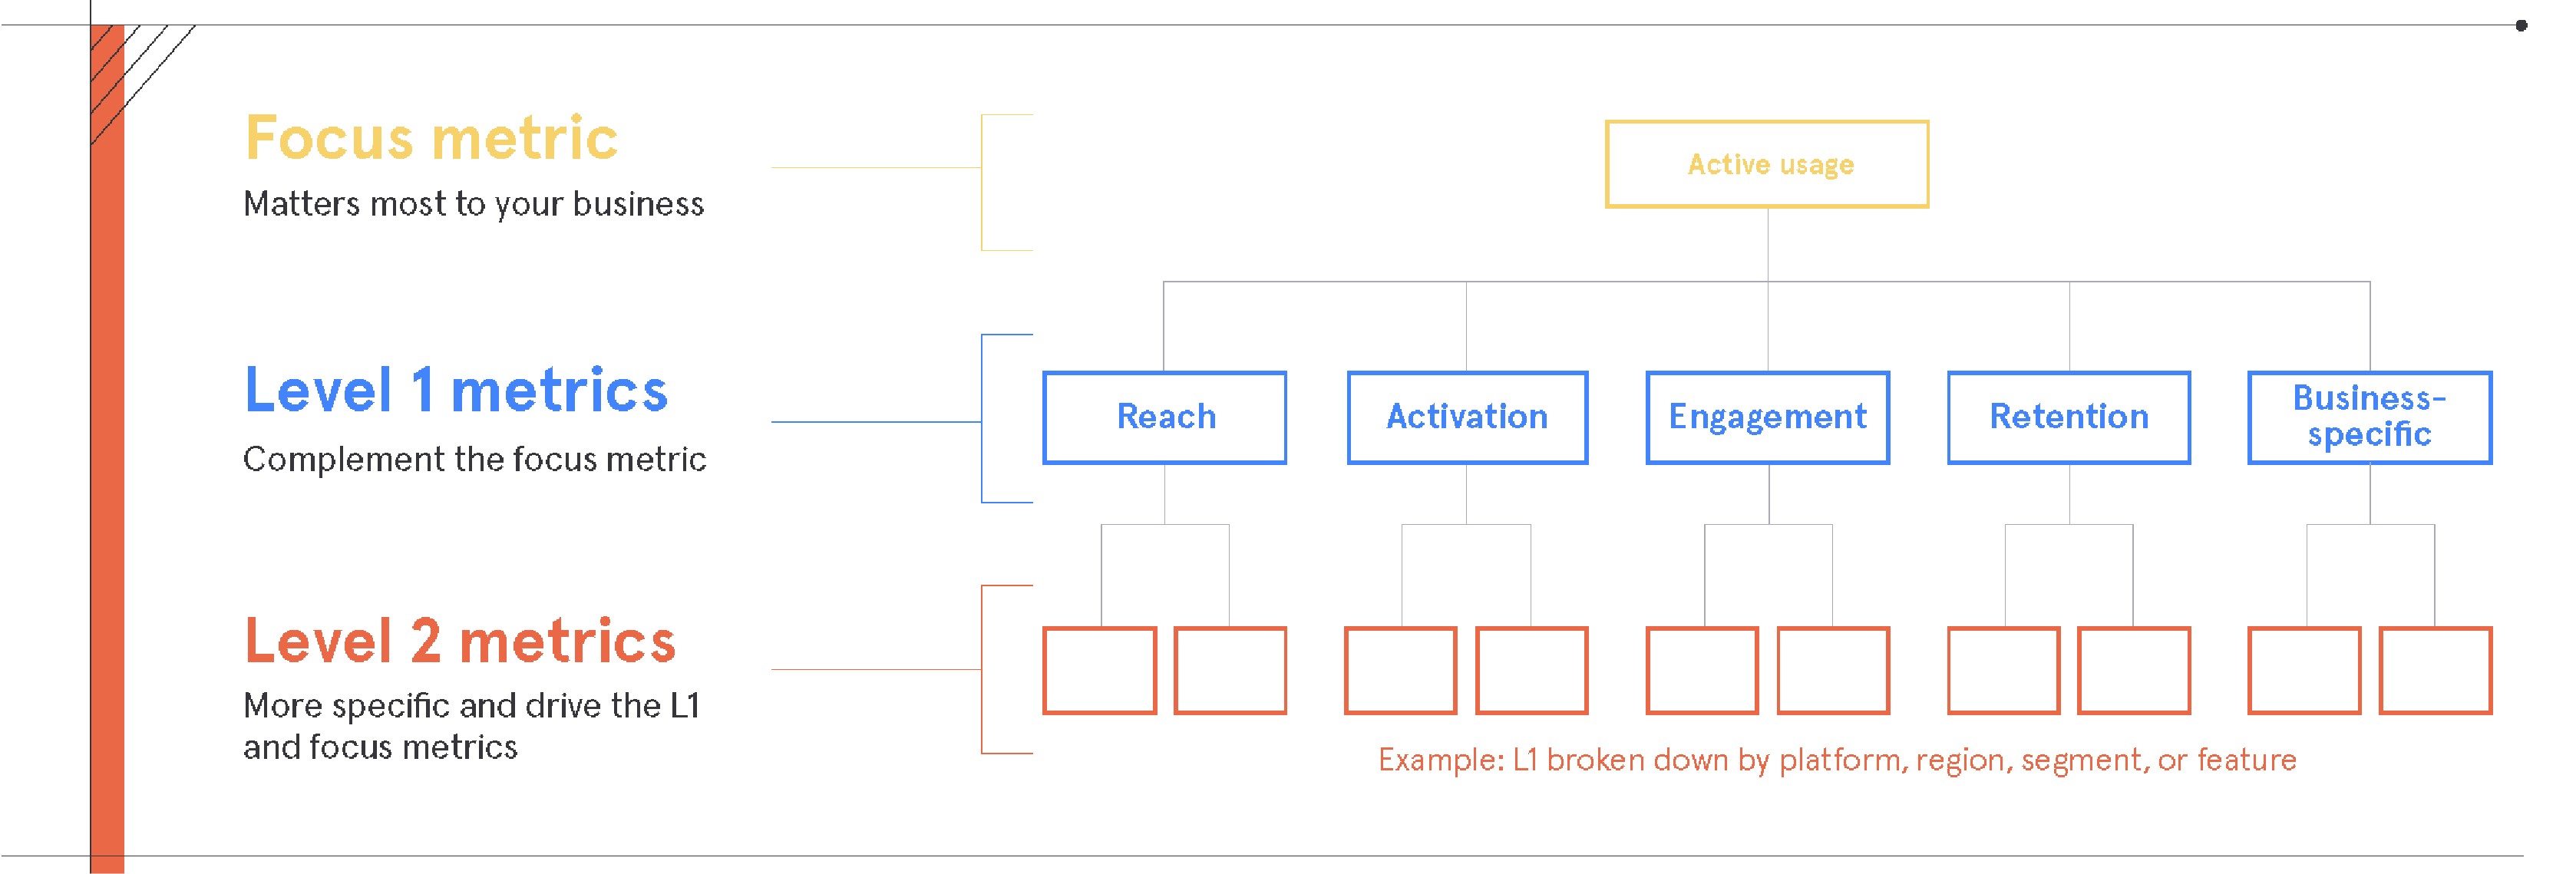 Focus metric
Matters most to your business
Active usage
Level 1 metrics
Complement the focus metric
Reach
Activation
Engagement
Retention
Business-
specific
Level 2 metrics
More specific and drive the L1
and focus metrics
Example: L1 broken down by platform, region, segment, or feature